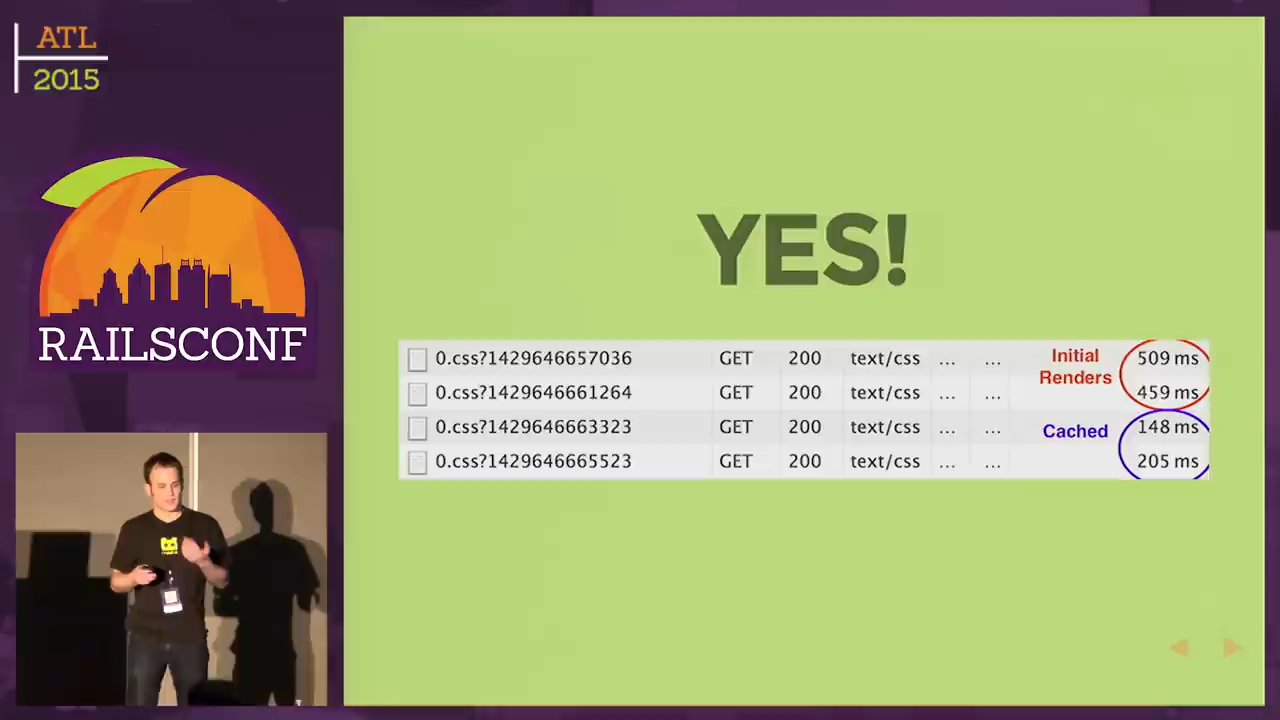 ATL
2015
RAILSCONF
YES!
0.css?1429646657036 GET 200 text/css ... ... Initial Renders 509 ms
0.css?1429646661264 GET 200 text/css ... ... 459 ms
0.css?1429646663323 GET 200 text/css ... ... Cached 148 ms
0.css?1429646665523 GET 200 text/css ... ... 205 ms